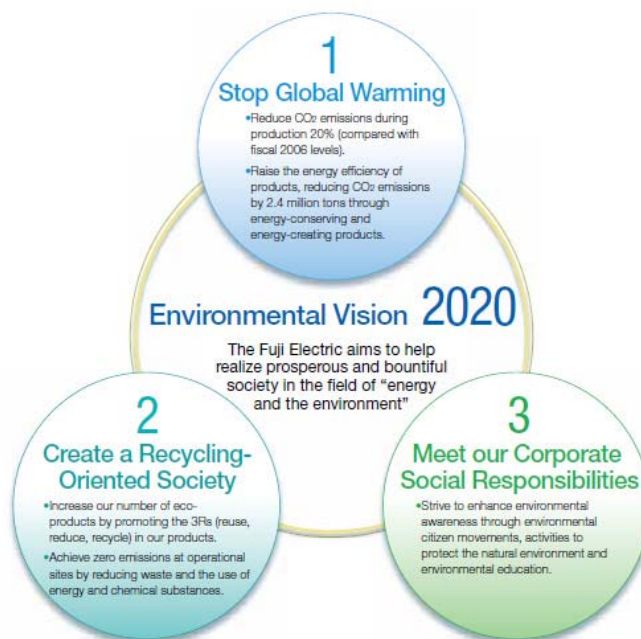 1
Stop Global Warming
•Reduce CO₂ emissions during
production 20% (compared with
fiscal 2006 levels).
•Raise the energy efficiency of
products, reducing CO₂ emissions
by 2.4 million tons through
energy-conserving and
energy-creating products.
Environmental Vision 2020
The Fuji Electric aims to help
realize prosperous and bountiful
society in the field of “energy
and the environment”
2
Create a Recycling-
Oriented Society
•Increase our number of eco-
products by promoting the 3Rs (reuse,
reduce, recycle) in our products.
•Achieve zero emissions at operational
sites by reducing waste and the use of
energy and chemical substances.
3
Meet our Corporate
Social Responsibilities
•Strive to enhance environmental
awareness through environmental
citizen movements, activities to
protect the natural environment and
environmental education.